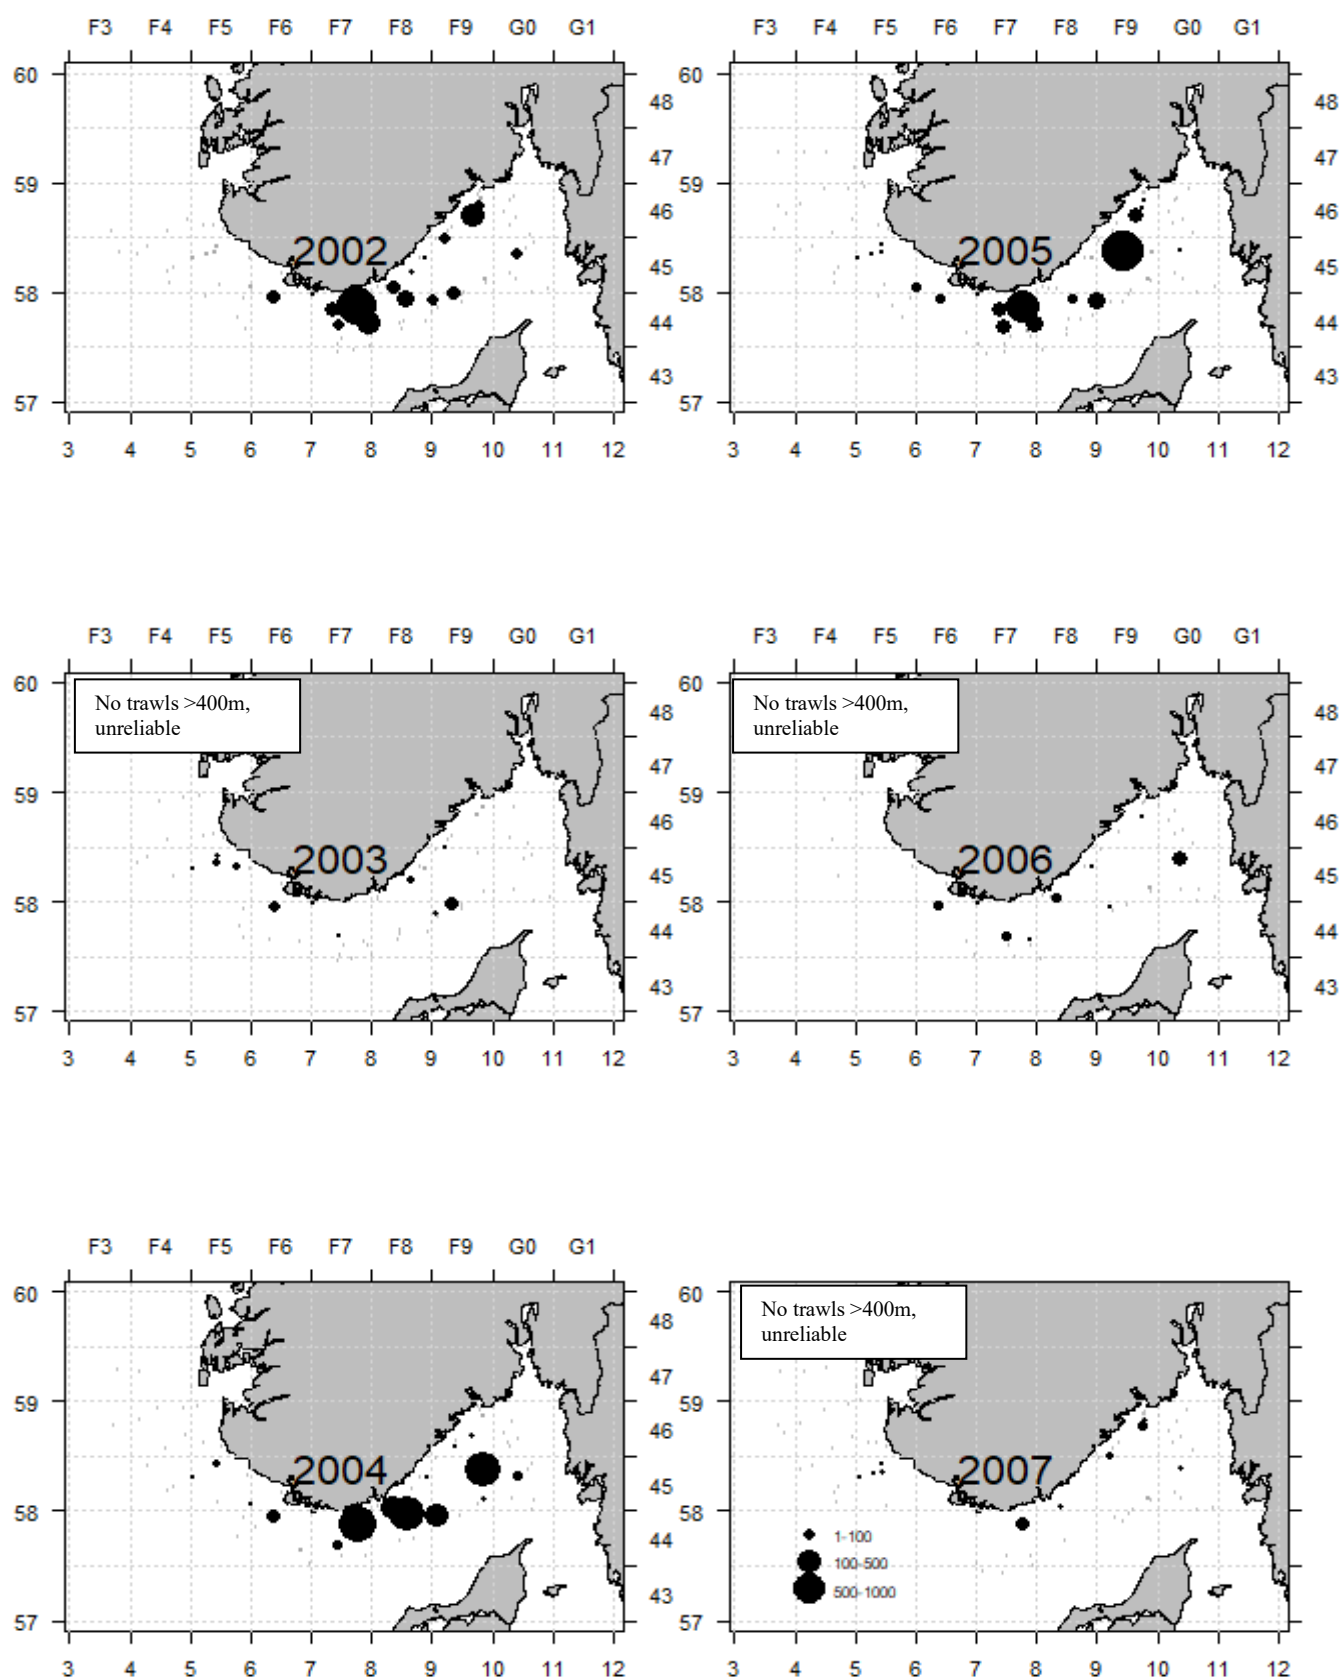 F3 F4 F5 F6 F7 F8 F9 G0 G1
60 59 58 57
48 47 46 45 44 43
2002
3 4 5 6 7 8 9 10 11 12
F3 F4 F5 F6 F7 F8 F9 G0 G1
60 59 58 57
48 47 46 45 44 43
2005
3 4 5 6 7 8 9 10 11 12
F3 F4 F5 F6 F7 F8 F9 G0 G1
60 59 58 57
48 47 46 45 44 43
No trawls >400m,
unreliable
2003
3 4 5 6 7 8 9 10 11 12
F3 F4 F5 F6 F7 F8 F9 G0 G1
60 59 58 57
48 47 46 45 44 43
No trawls >400m,
unreliable
2006
3 4 5 6 7 8 9 10 11 12
F3 F4 F5 F6 F7 F8 F9 G0 G1
60 59 58 57
48 47 46 45 44 43
2004
3 4 5 6 7 8 9 10 11 12
60 59 58 57
No trawls >400m,
unreliable
2007
1-100
100-500
500-1000
3 4 5 6 7 8 9 10 11 12